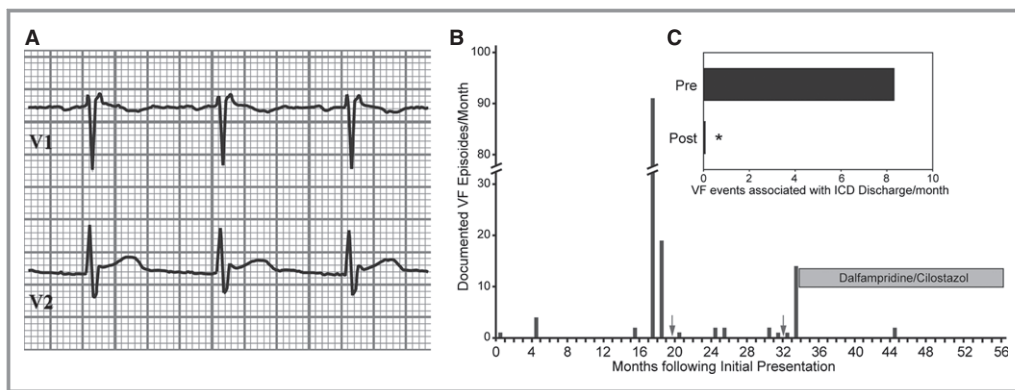 A
V1
V2
B
Documented VF Episoides/Month
100
90
80
30
20
10
0
0 4 8 12 16 20 24 28 32 36 40 44 48 52 56
Months following Initial Presentation
Dalfampridine/Cilostazol
C
Pre
Post
*
0 2 4 6 8 10
VF events associated with ICD Discharge/month